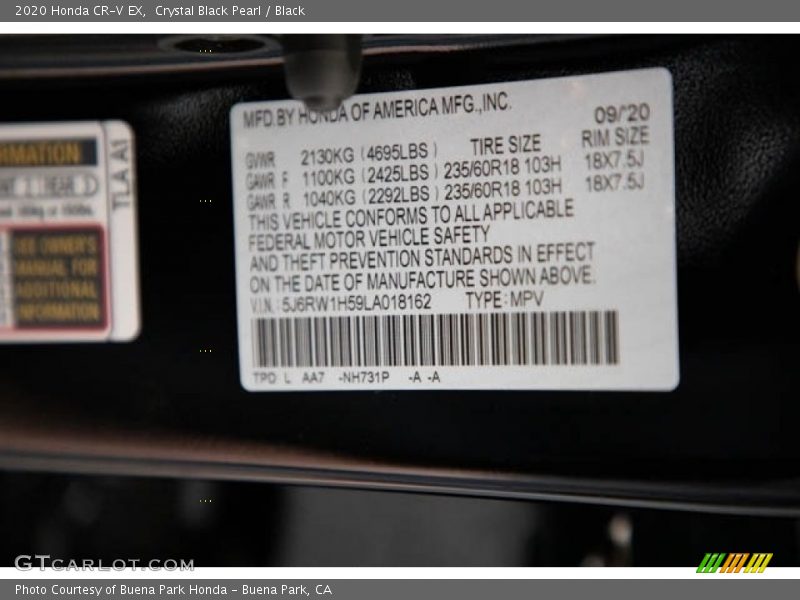 2020 Honda CR-V EX,  Crystal Black Pearl / Black
MFD.BY HONDA OF AMERICA MFG.,INC.
09/'20
TIRE SIZE RIM SIZE
GVWR 2130KG (4695LBS)
GAWR F 1100KG (2425LBS) 235/60R18 103H 18X7.5J
GAWR R 1040KG (2292LBS) 235/60R18 103H 18X7.5J
THIS VEHICLE CONFORMS TO ALL APPLICABLE
FEDERAL MOTOR VEHICLE SAFETY
AND THEFT PREVENTION STANDARDS IN EFFECT
ON THE DATE OF MANUFACTURE SHOWN ABOVE.
V.I.N.: 5J6RW1H59LA018162 TYPE:MPV
TPO L AA7 -NH731P -A -A
TLA A1
SEE OWNER'S
MANUAL FOR
ADDITIONAL
INFORMATION
GTCARLOT.COM
Photo Courtesy of Buena Park Honda - Buena Park, CA